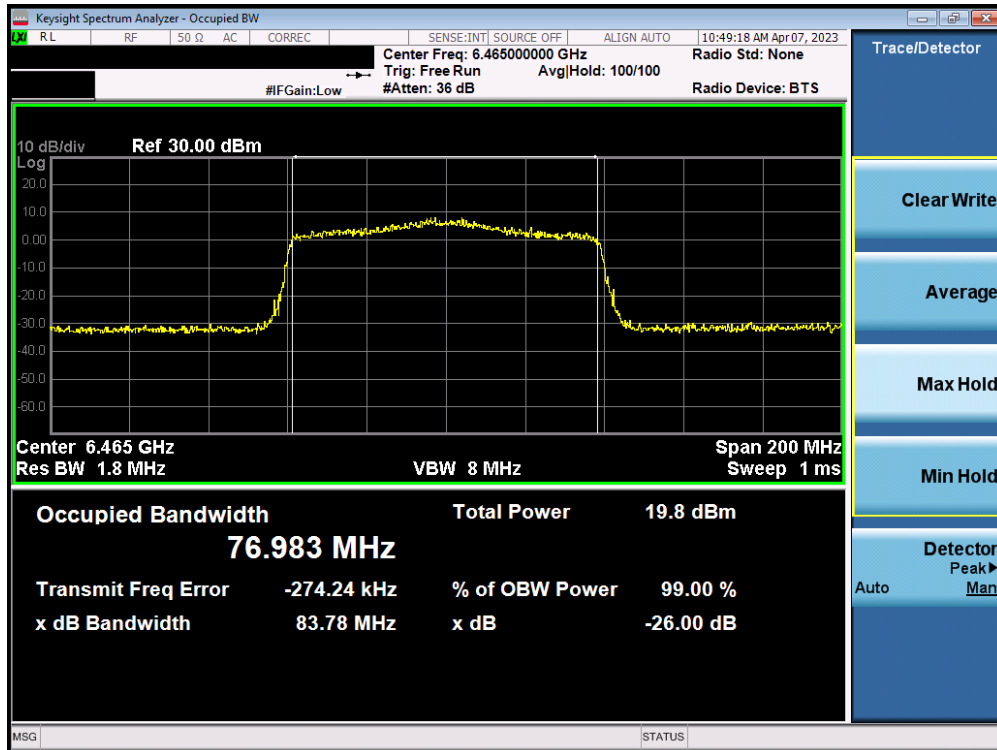 Keysight Spectrum Analyzer - Occupied BW
LXI RL RF 50 Ω AC CORREC SENSE:INT SOURCE OFF ALIGN AUTO 10:49:18 AM Apr 07, 2023
Center Freq: 6.465000000 GHz Radio Std: None
Trig: Free Run Avg|Hold: 100/100
#IFGain:Low #Atten: 36 dB Radio Device: BTS
Trace/Detector
10 dB/div Ref 30.00 dBm
Log
20.0
10.0
0.00
-10.0
-20.0
-30.0
-40.0
-50.0
-60.0
Center 6.465 GHz Span 200 MHz
Res BW 1.8 MHz VBW 8 MHz Sweep 1 ms
Occupied Bandwidth Total Power 19.8 dBm
76.983 MHz
Transmit Freq Error -274.24 kHz % of OBW Power 99.00 %
x dB Bandwidth 83.78 MHz x dB -26.00 dB
Clear Write
Average
Max Hold
Min Hold
Detector
Peak▶
Auto Man
MSG STATUS